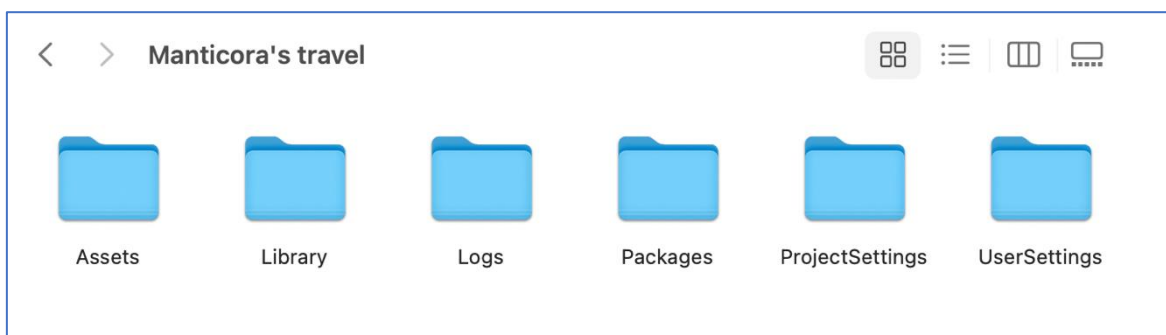 Manticora's travel
Assets Library Logs Packages ProjectSettings UserSettings